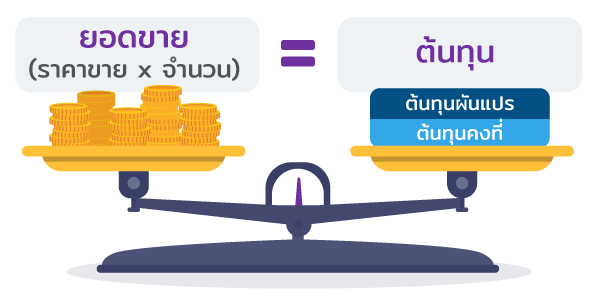 ยอดขาย
(ราคาขาย x จำนวน)
=
ต้นทุน
ต้นทุนผันแปร
ต้นทุนคงที่